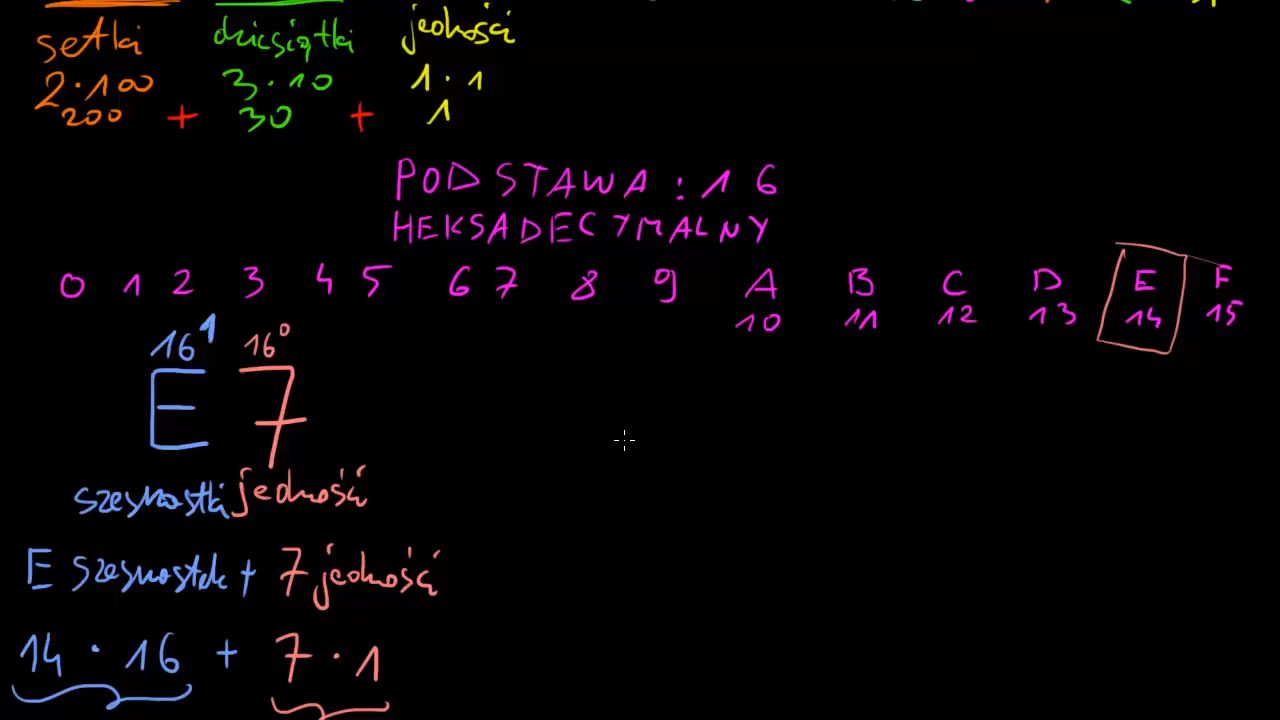 setki dziesiątki jedności
2·100 3·10 1·1
200 + 30 + 1
PODSTAWA: 16
HEKSADECYMALNY
0 1 2 3 4 5 6 7 8 9 A B C D E F
10 11 12 13 14 15
16¹ 16⁰
E 7
szesnastki jedności
E szesnastek + 7 jedności
14 · 16 + 7 · 1